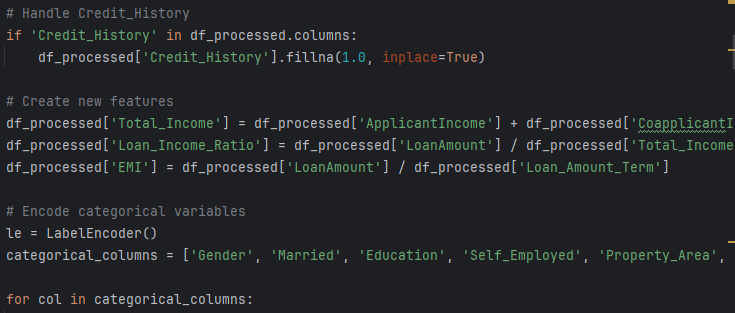 # Handle Credit_History
if 'Credit_History' in df_processed.columns:
    df_processed['Credit_History'].fillna(1.0, inplace=True)
# Create new features
df_processed['Total_Income'] = df_processed['ApplicantIncome'] + df_processed['CoapplicantI
df_processed['Loan_Income_Ratio'] = df_processed['LoanAmount'] / df_processed['Total_Income
df_processed['EMI'] = df_processed['LoanAmount'] / df_processed['Loan_Amount_Term']
# Encode categorical variables
le = LabelEncoder()
categorical_columns = ['Gender', 'Married', 'Education', 'Self_Employed', 'Property_Area',
for col in categorical_columns: